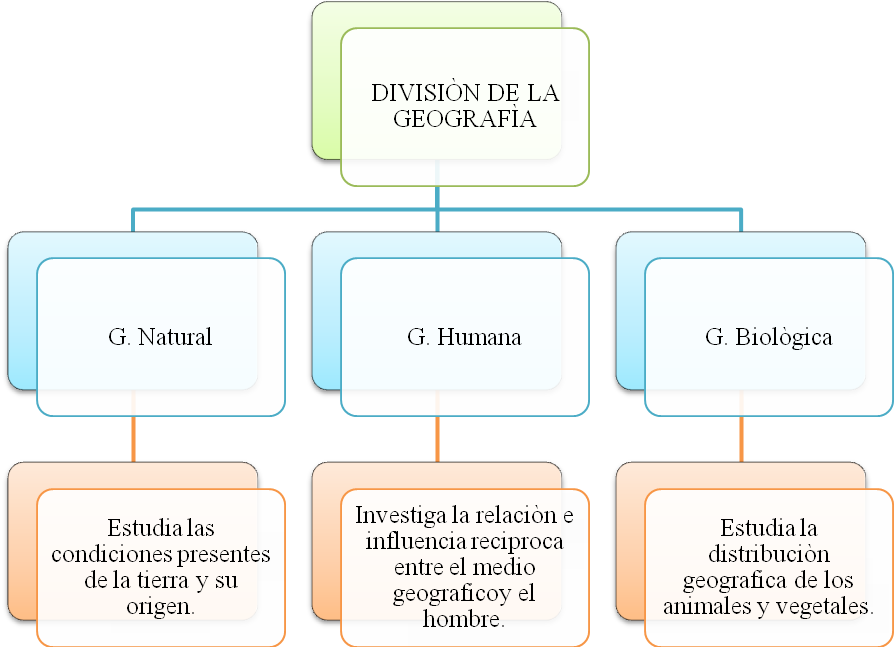 DIVISIÒN DE LA
GEOGRAFÌA
G. Natural
G. Humana
G. Biològica
Estudia las
condiciones presentes
de la tierra y su
origen.
Investiga la relaciòn e
influencia reciproca
entre el medio
geograficoy el
hombre.
Estudia la
distribuciòn
geografica de los
animales y vegetales.